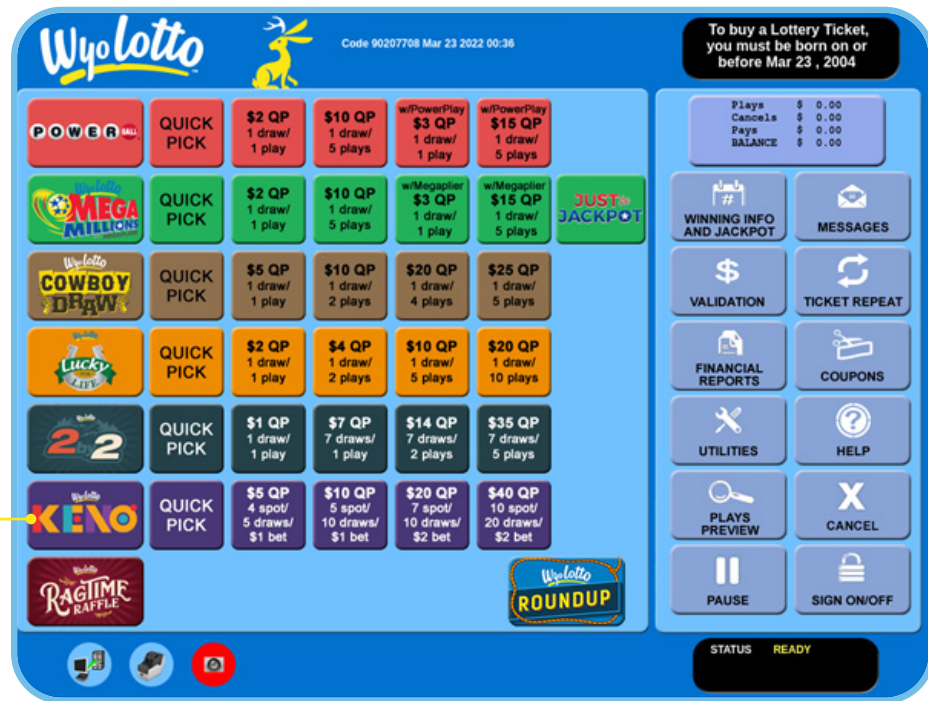 WyoLotto
Code 90207708 Mar 23 2022 00:36
To buy a Lottery Ticket,
you must be born on or
before Mar 23 , 2004
POWERBALL
QUICK
PICK
$2 QP
1 draw/
1 play
$10 QP
1 draw/
5 plays
w/PowerPlay
$3 QP
1 draw/
1 play
w/PowerPlay
$15 QP
1 draw/
5 plays
WyoLotto
MEGA
MILLIONS
QUICK
PICK
$2 QP
1 draw/
1 play
$10 QP
1 draw/
5 plays
w/Megaplier
$3 QP
1 draw/
1 play
w/Megaplier
$15 QP
1 draw/
5 plays
JUST the
JACKPOT
WyoLotto
COWBOY
DRAW
QUICK
PICK
$5 QP
1 draw/
1 play
$10 QP
1 draw/
2 plays
$20 QP
1 draw/
4 plays
$25 QP
1 draw/
5 plays
WyoLotto
LUCKY
FOR
LIFE
QUICK
PICK
$2 QP
1 draw/
1 play
$4 QP
1 draw/
2 plays
$10 QP
1 draw/
5 plays
$20 QP
1 draw/
10 plays
WyoLotto
2by2
QUICK
PICK
$1 QP
1 draw/
1 play
$7 QP
7 draws/
1 play
$14 QP
7 draws/
2 plays
$35 QP
7 draws/
5 plays
WyoLotto
KENO
QUICK
PICK
$5 QP
4 spot/
5 draws/
$1 bet
$10 QP
5 spot/
10 draws/
$1 bet
$20 QP
7 spot/
10 draws/
$2 bet
$40 QP
10 spot/
20 draws/
$2 bet
WyoLotto
RAGTIME
RAFFLE
WyoLotto
ROUNDUP
Plays $ 0.00
Cancels $ 0.00
Pays $ 0.00
BALANCE $ 0.00
#
WINNING INFO
AND JACKPOT
MESSAGES
$
VALIDATION
TICKET REPEAT
FINANCIAL
REPORTS
COUPONS
UTILITIES
?
HELP
PLAYS
PREVIEW
X
CANCEL
PAUSE
SIGN ON/OFF
STATUS READY